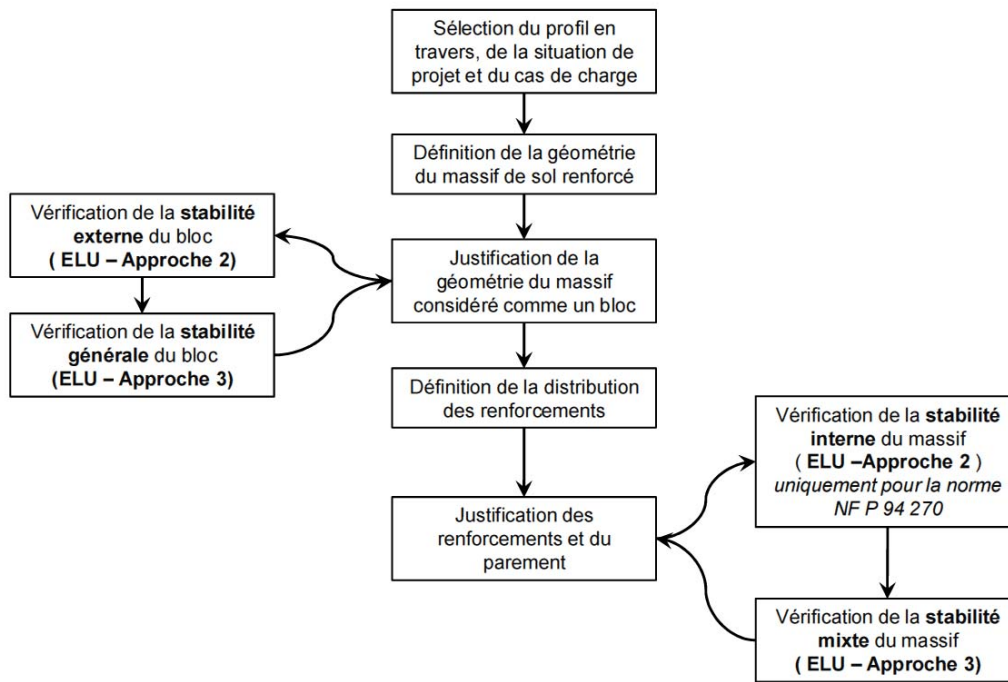 Sélection du profil en
travers, de la situation de
projet et du cas de charge
Définition de la géométrie
du massif de sol renforcé
Vérification de la stabilité
externe du bloc
( ELU – Approche 2)
Justification de la
géométrie du massif
considéré comme un bloc
Vérification de la stabilité
générale du bloc
(ELU – Approche 3)
Définition de la distribution
des renforcements
Vérification de la stabilité
interne du massif
( ELU –Approche 2 )
uniquement pour la norme
NF P 94 270
Justification des
renforcements et du
parement
Vérification de la stabilité
mixte du massif
( ELU – Approche 3)